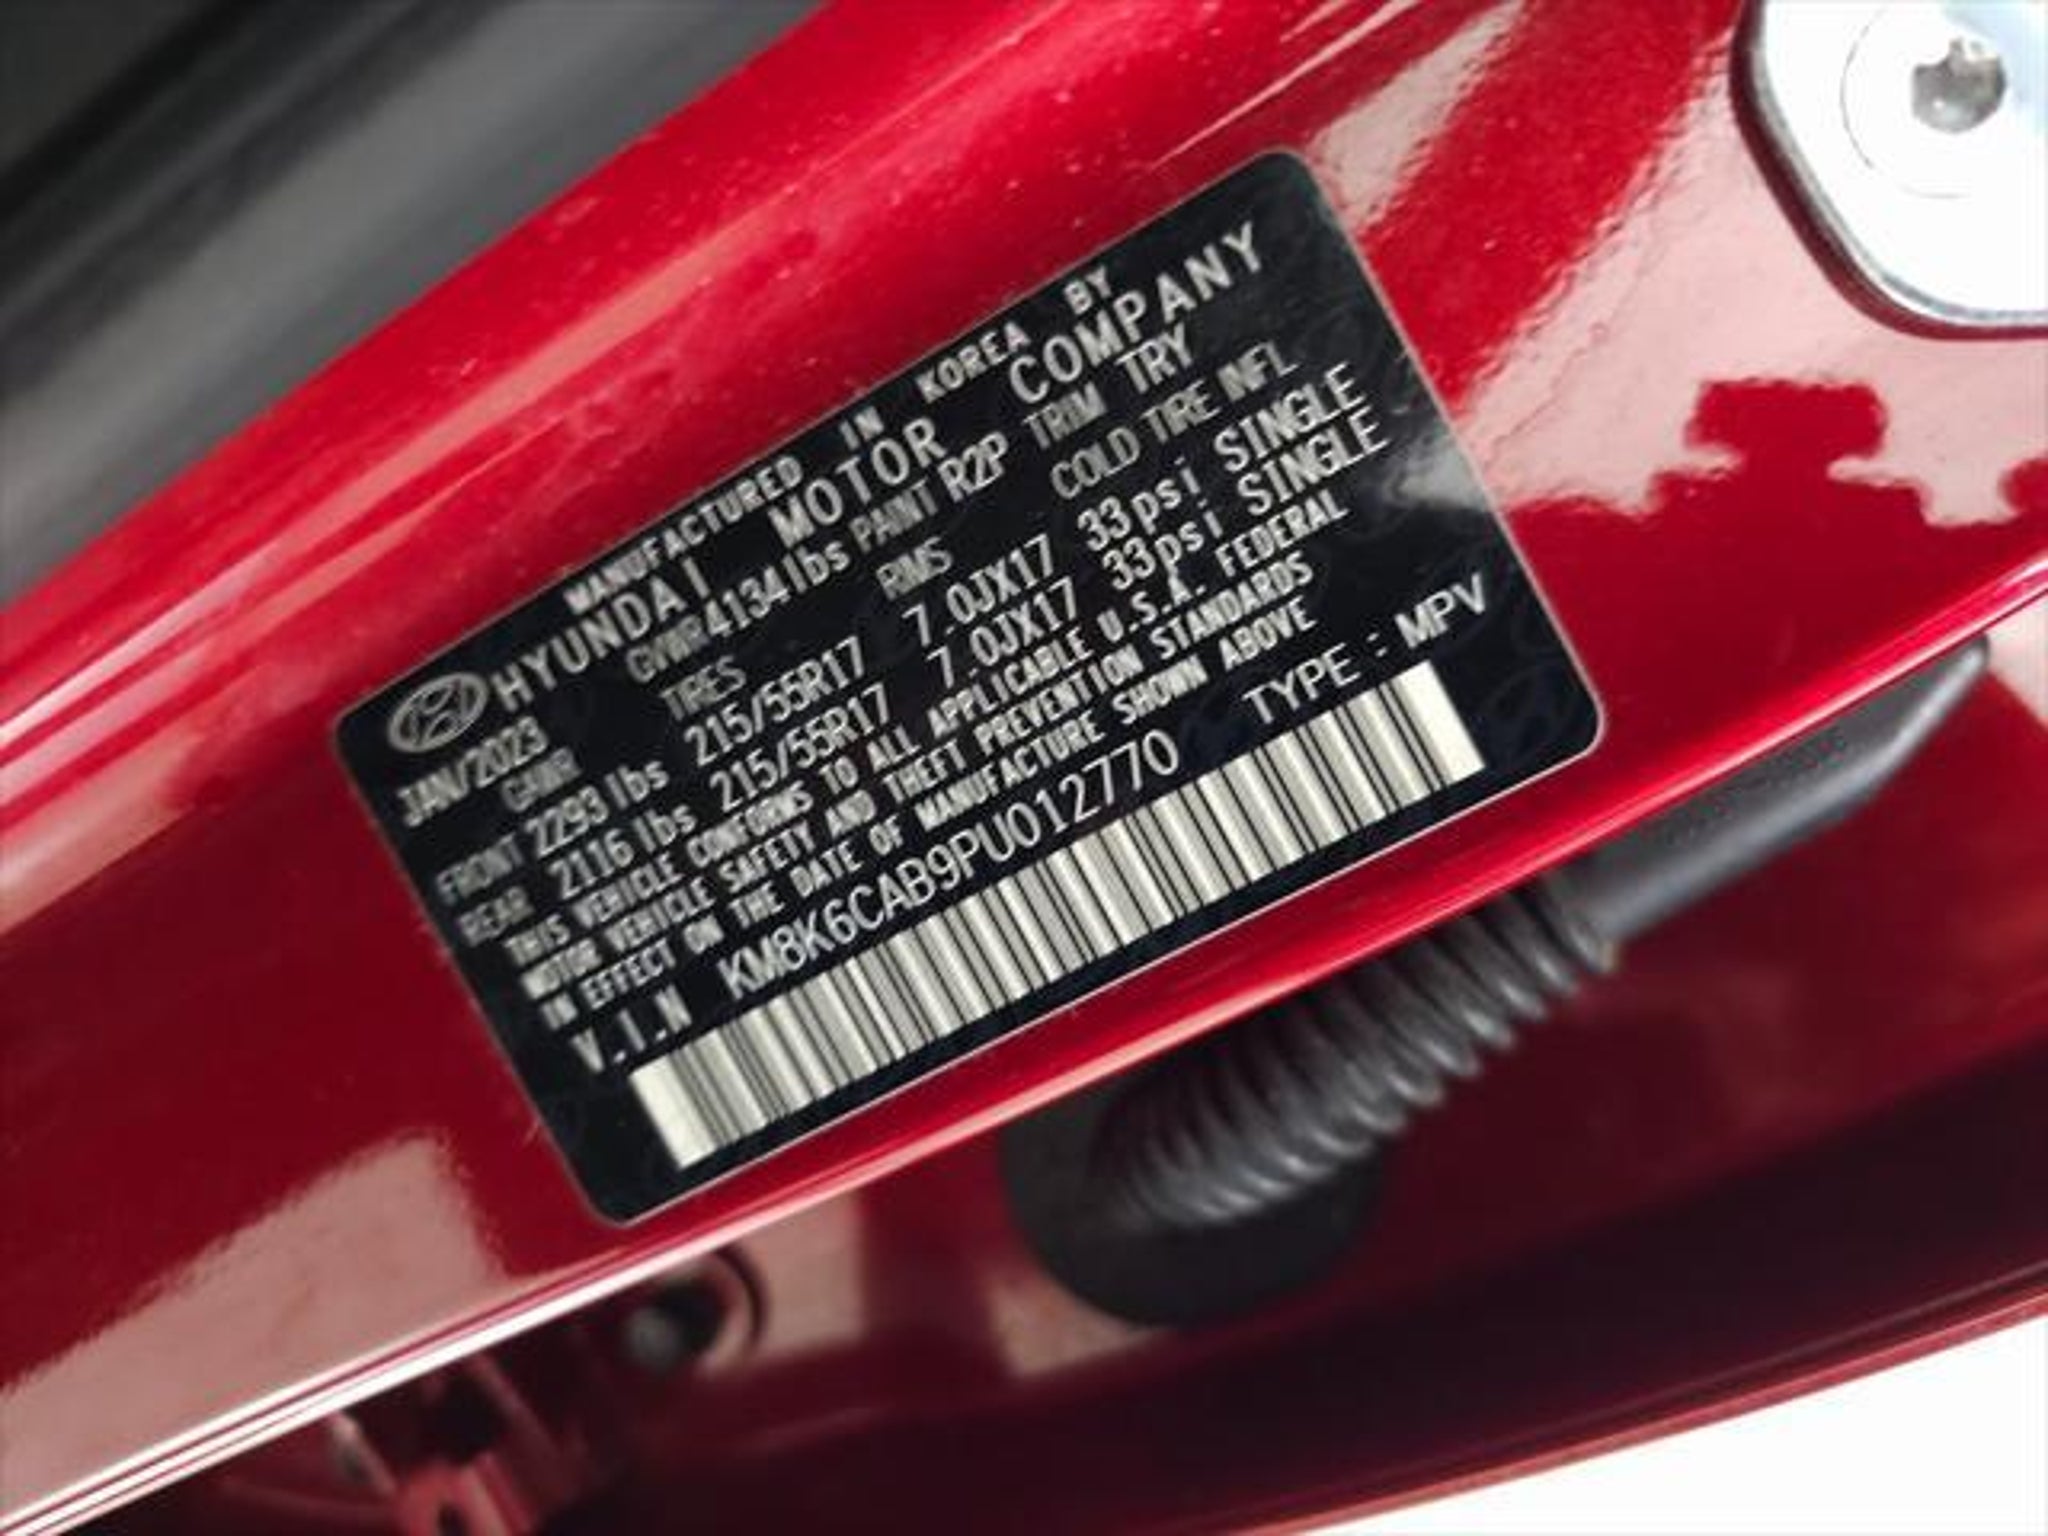 MANUFACTURED IN KOREA BY
HYUNDAI MOTOR COMPANY
JAN/2023 GVWR 4134 lbs PAINT R2P TRIM TRY
GAWR TIRES RIMS COLD TIRE INFL.
FRONT 2293 lbs 215/55R17 7.0JX17 33psi SINGLE
REAR 2116 lbs 215/55R17 7.0JX17 33psi SINGLE
THIS VEHICLE CONFORMS TO ALL APPLICABLE U.S.A. FEDERAL
MOTOR VEHICLE SAFETY AND THEFT PREVENTION STANDARDS
IN EFFECT ON THE DATE OF MANUFACTURE SHOWN ABOVE
V.I.N KM8K6CAB9PU012770 TYPE : MPV